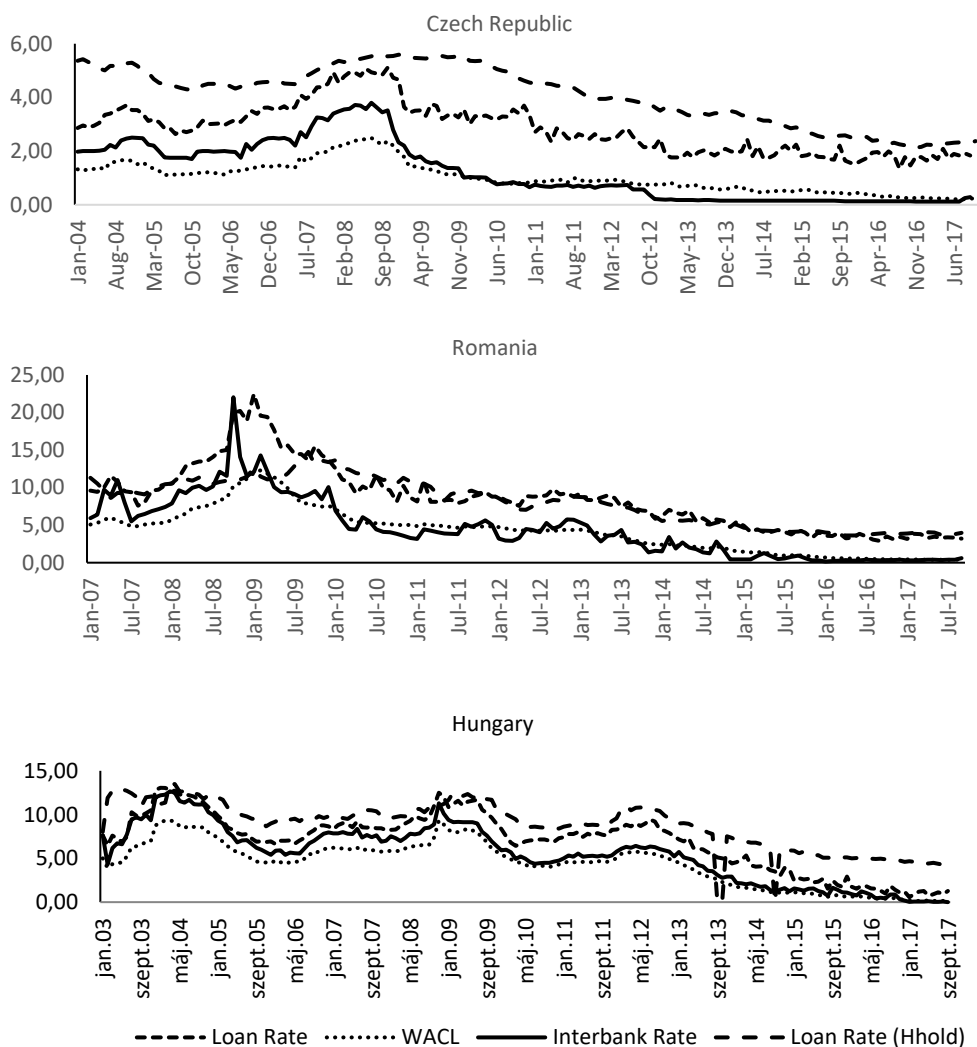 Czech Republic
6,00
4,00
2,00
0,00
Jan-04
Aug-04
Mar-05
Oct-05
May-06
Dec-06
Jul-07
Feb-08
Sep-08
Apr-09
Nov-09
Jun-10
Jan-11
Aug-11
Mar-12
Oct-12
May-13
Dec-13
Jul-14
Feb-15
Sep-15
Apr-16
Nov-16
Jun-17
Romania
25,00
20,00
15,00
10,00
5,00
0,00
Jan-07
Jul-07
Jan-08
Jul-08
Jan-09
Jul-09
Jan-10
Jul-10
Jan-11
Jul-11
Jan-12
Jul-12
Jan-13
Jul-13
Jan-14
Jul-14
Jan-15
Jul-15
Jan-16
Jul-16
Jan-17
Jul-17
Hungary
15,00
10,00
5,00
0,00
jan.03
szept.03
máj.04
jan.05
szept.05
máj.06
jan.07
szept.07
máj.08
jan.09
szept.09
máj.10
jan.11
szept.11
máj.12
jan.13
szept.13
máj.14
jan.15
szept.15
máj.16
jan.17
szept.17
Loan Rate WACL Interbank Rate Loan Rate (Hhold)